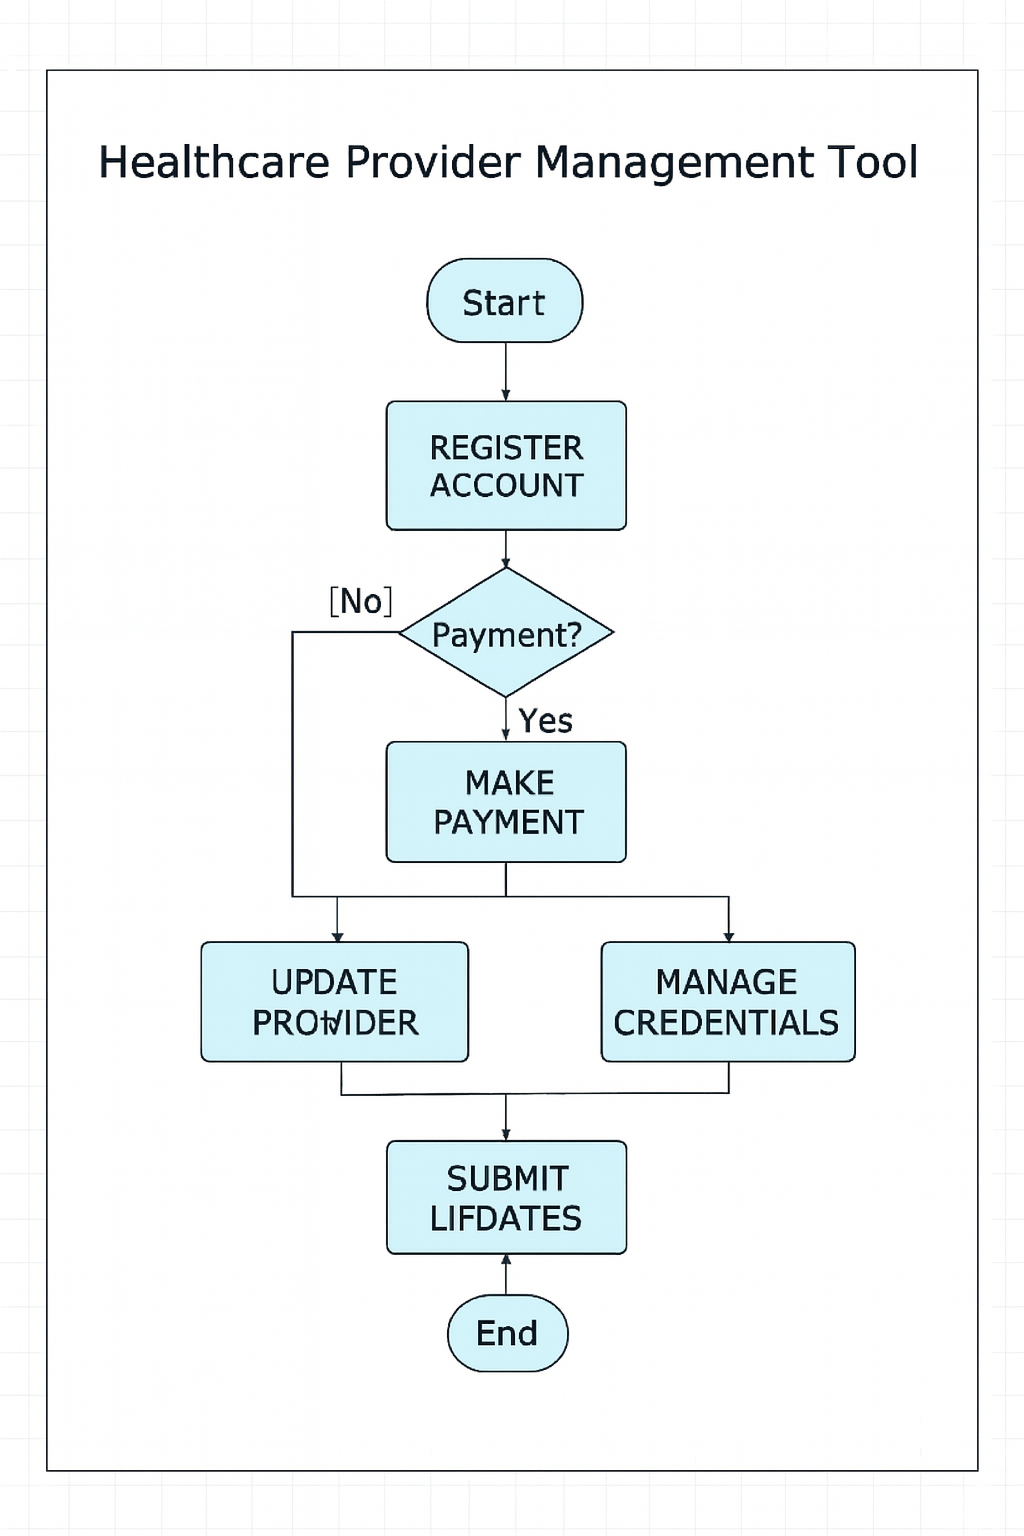 Healthcare Provider Management Tool
Start
REGISTER
ACCOUNT
[No]
Payment?
Yes
MAKE
PAYMENT
UPDATE
MANAGE
CREDENTIALS
SUBMIT
LIFDATES
End